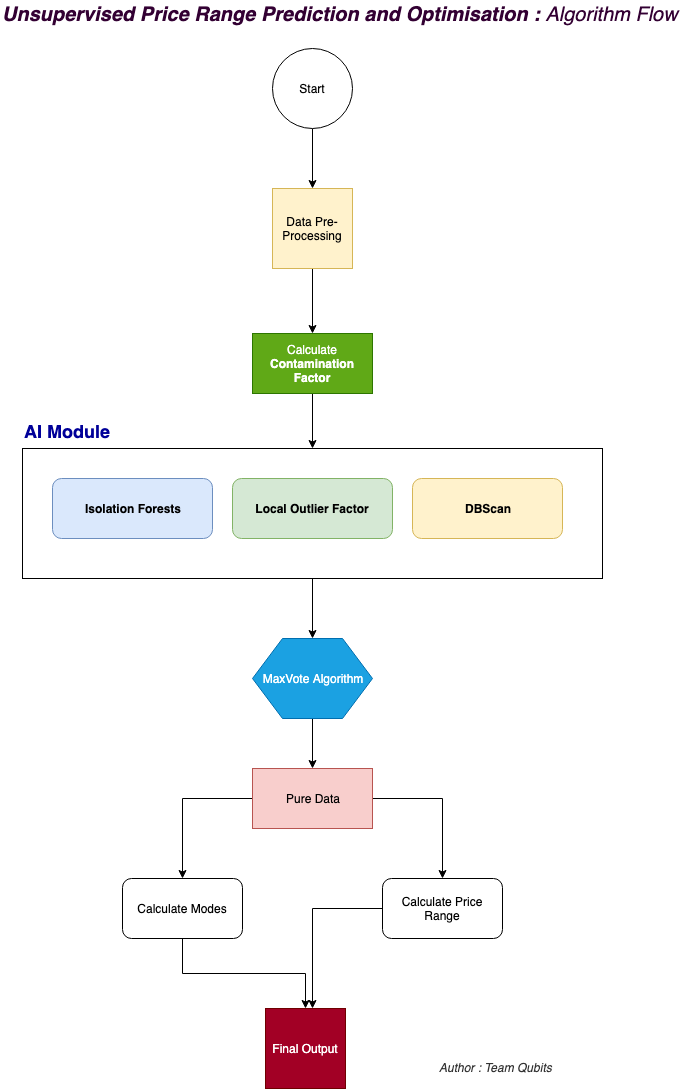 Unsupervised Price Range Prediction and Optimisation : Algorithm Flow
Start
Data Pre-
Processing
Calculate
Contamination
Factor
AI Module
Isolation Forests
Local Outlier Factor
DBScan
MaxVote Algorithm
Pure Data
Calculate Modes
Calculate Price
Range
Final Output
Author : Team Qubits